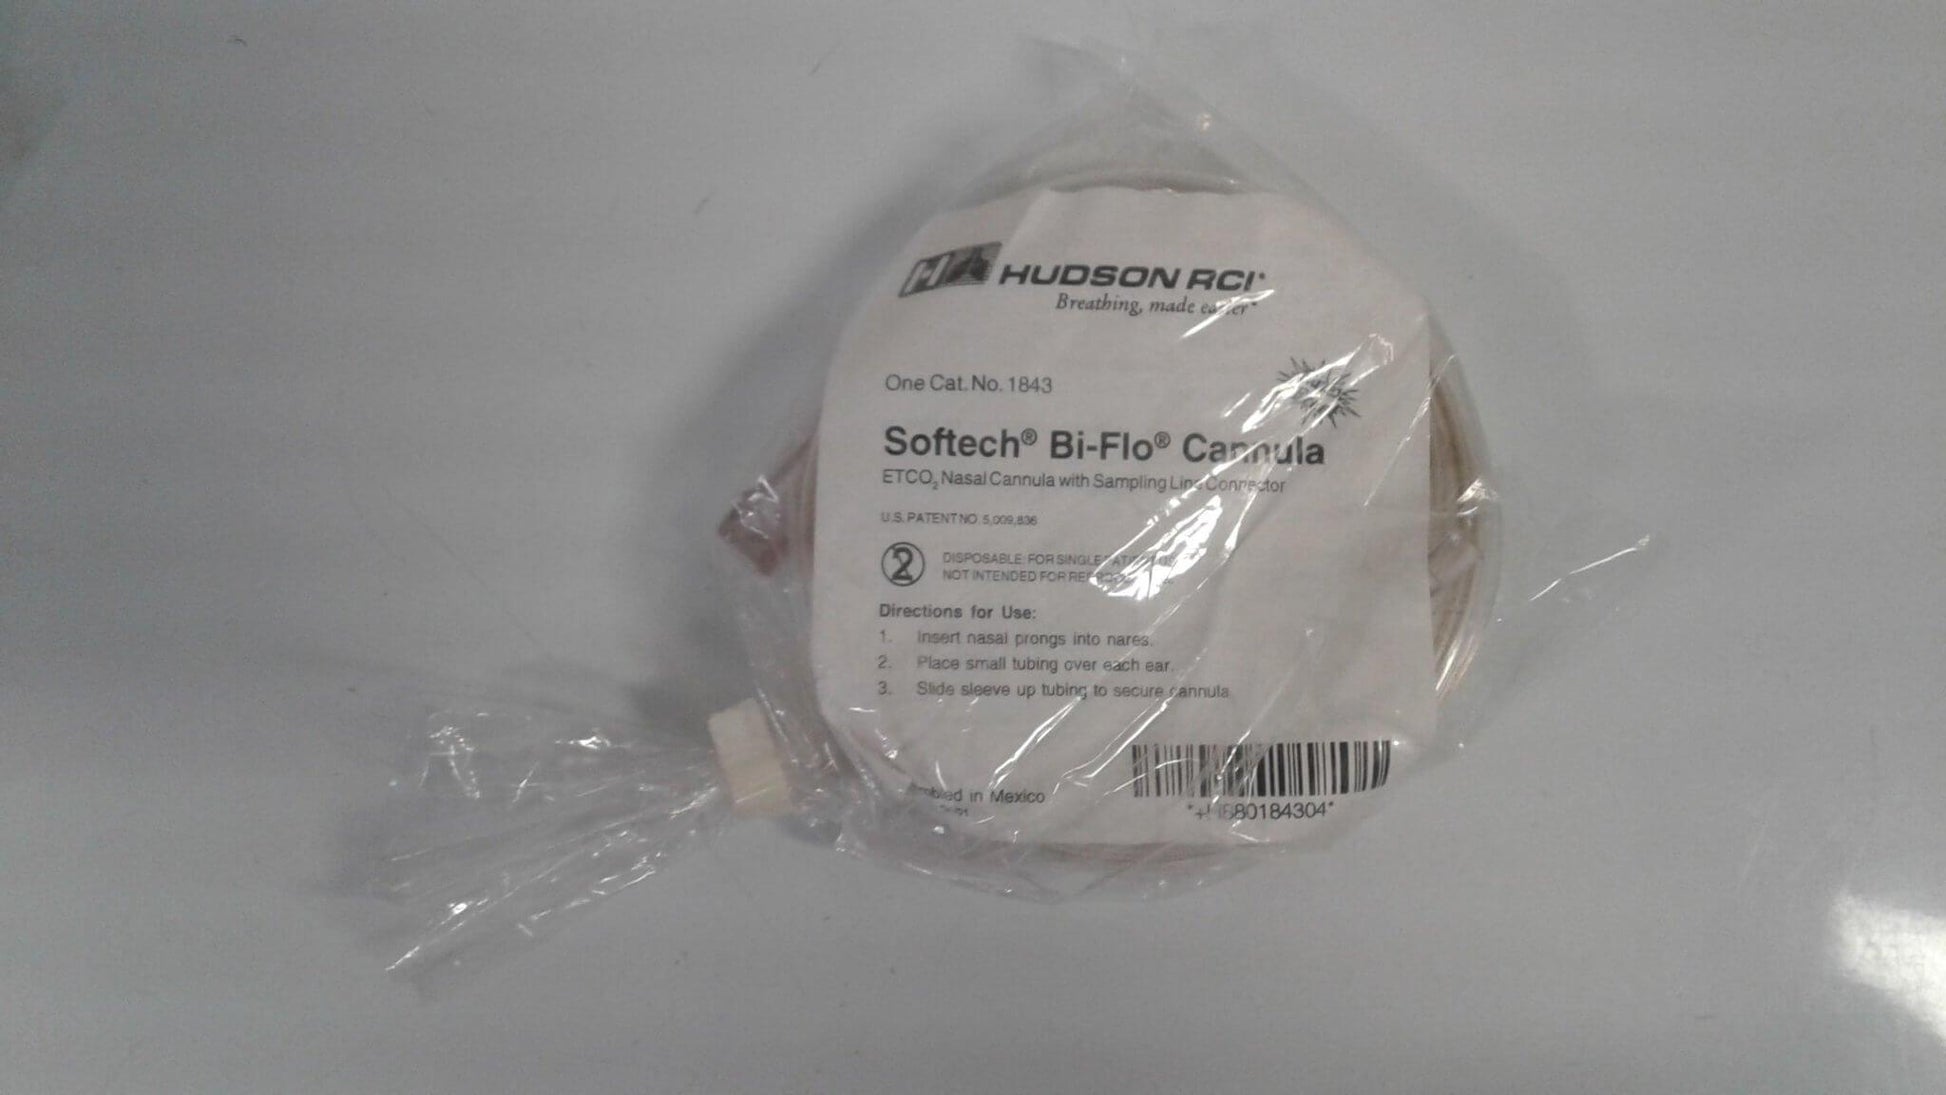 HUDSON RCI
Breathing, made easier
One Cat. No. 1843
Softech® Bi-Flo® Cannula
ETCO₂ Nasal Cannula with Sampling Line Connector
U.S. PATENT NO. 5,009,836
2
DISPOSABLE: FOR SINGLE
NOT INTENDED FOR
Directions for Use:
1. Insert nasal prongs into nares.
2. Place small tubing over each ear.
3. Slide sleeve up tubing to secure cannula.
in Mexico